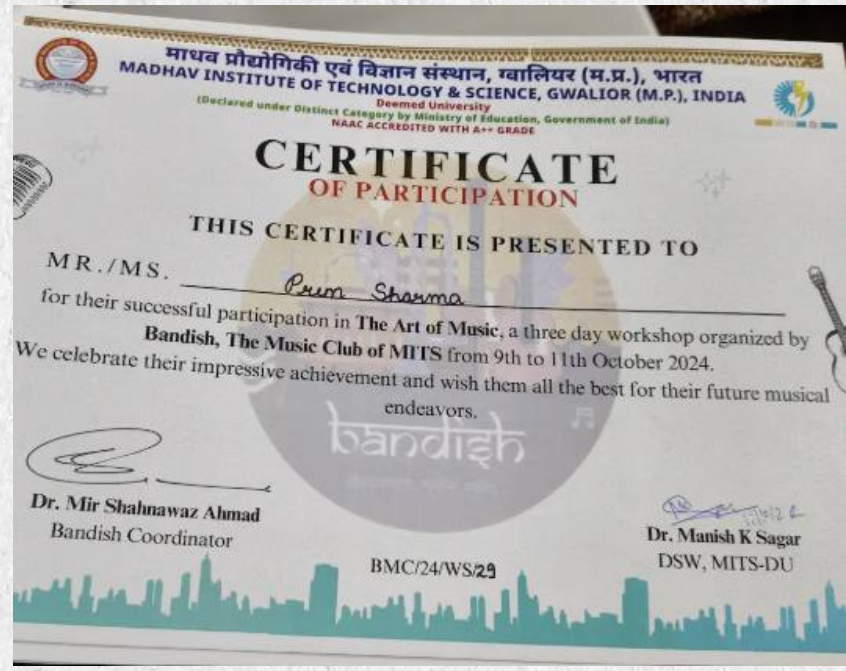 माधव प्रौद्योगिकी एवं विज्ञान संस्थान, ग्वालियर (म.प्र.), भारत
MADHAV INSTITUTE OF TECHNOLOGY & SCIENCE, GWALIOR (M.P.), INDIA
Deemed University
(Declared under Distinct Category by Ministry of Education, Government of India)
NAAC ACCREDITED WITH A++ GRADE
CERTIFICATE
OF PARTICIPATION
THIS CERTIFICATE IS PRESENTED TO
MR./MS. Prem Sharma
for their successful participation in The Art of Music, a three day workshop organized by
Bandish, The Music Club of MITS from 9th to 11th October 2024.
We celebrate their impressive achievement and wish them all the best for their future musical
endeavors.
bandish
Dr. Mir Shahnawaz Ahmad
Bandish Coordinator
BMC/24/WS/29
Dr. Manish K Sagar
DSW, MITS-DU